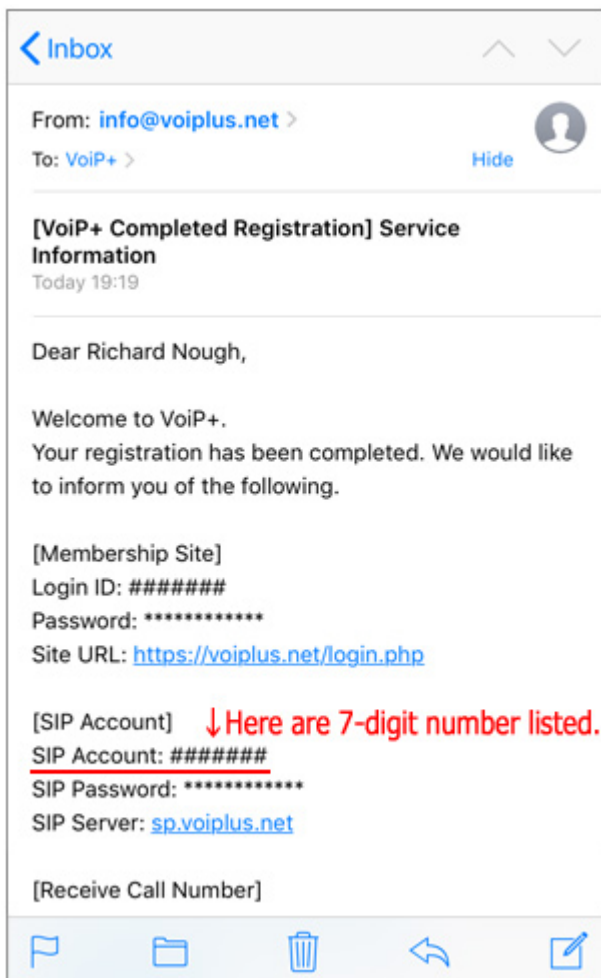 Inbox
From: info@voiplus.net >
To: VoiP+ >
Hide
[VoiP+ Completed Registration] Service
Information
Today 19:19
Dear Richard Nough,
Welcome to VoiP+.
Your registration has been completed. We would like
to inform you of the following.
[Membership Site]
Login ID: #######
Password: ************
Site URL: https://voiplus.net/login.php
[SIP Account] ↓Here are 7-digit number listed.
SIP Account: #######
SIP Password: ************
SIP Server: sp.voiplus.net
[Receive Call Number]